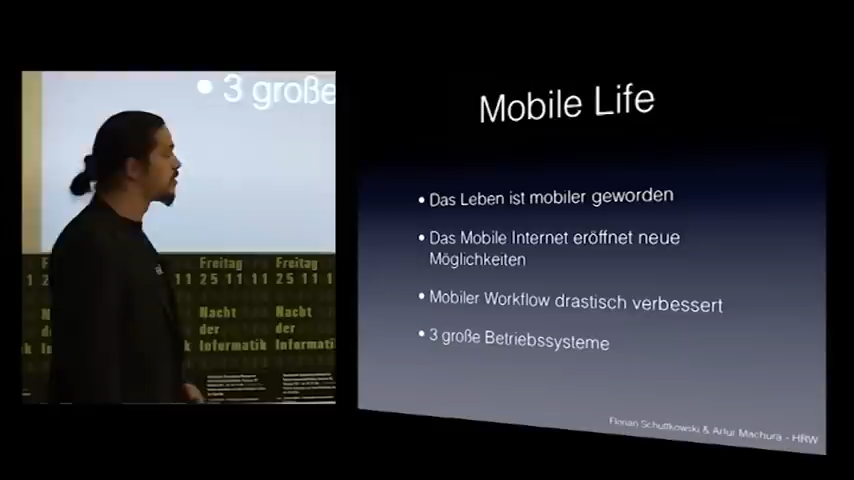 • 3 große
Freitag Freitag
25 11 11 25 11 11
Nacht Nacht
der der
Informatik Informatik
Mobile Life
• Das Leben ist mobiler geworden
• Das Mobile Internet eröffnet neue
Möglichkeiten
• Mobiler Workflow drastisch verbessert
• 3 große Betriebssysteme
Florian Schuttkowski & Artur Machura - HRW